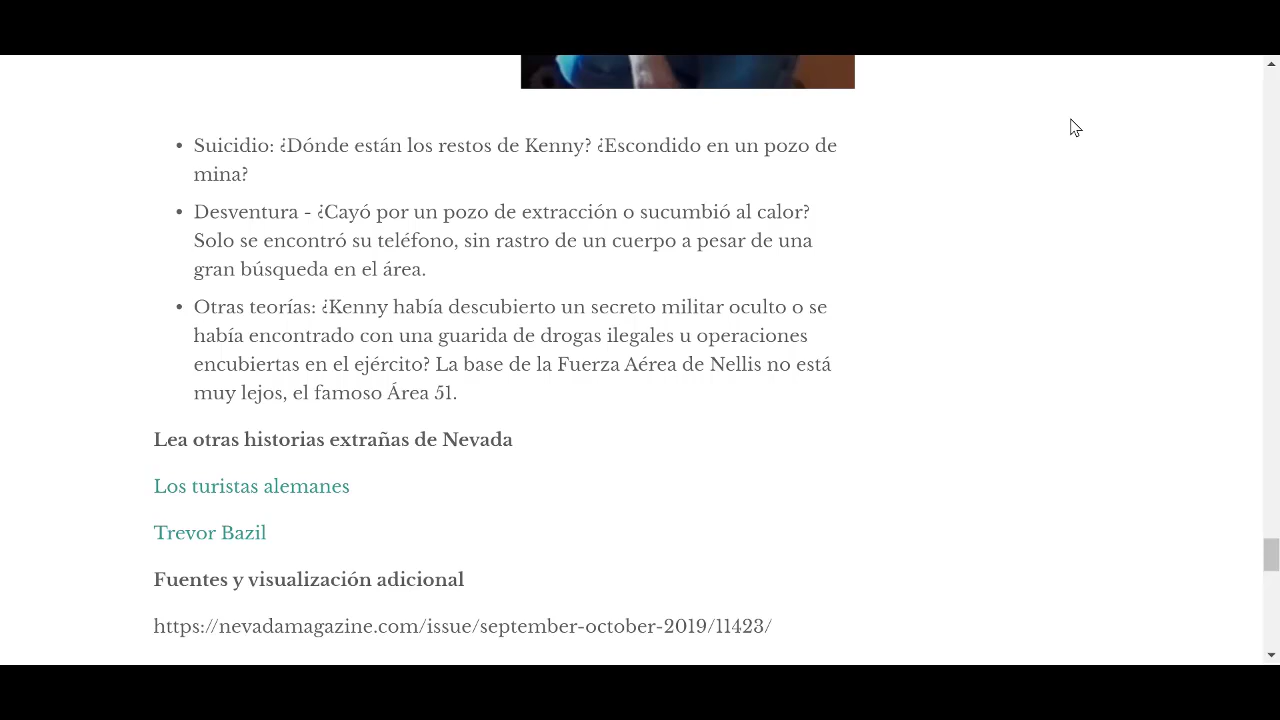 Suicidio: ¿Dónde están los restos de Kenny? ¿Escondido en un pozo de
mina?
Desventura - ¿Cayó por un pozo de extracción o sucumbió al calor?
Solo se encontró su teléfono, sin rastro de un cuerpo a pesar de una
gran búsqueda en el área.
Otras teorías: ¿Kenny había descubierto un secreto militar oculto o se
había encontrado con una guarida de drogas ilegales u operaciones
encubiertas en el ejército? La base de la Fuerza Aérea de Nellis no está
muy lejos, el famoso Área 51.
Lea otras historias extrañas de Nevada
Los turistas alemanes
Trevor Bazil
Fuentes y visualización adicional
https://nevadamagazine.com/issue/september-october-2019/11423/